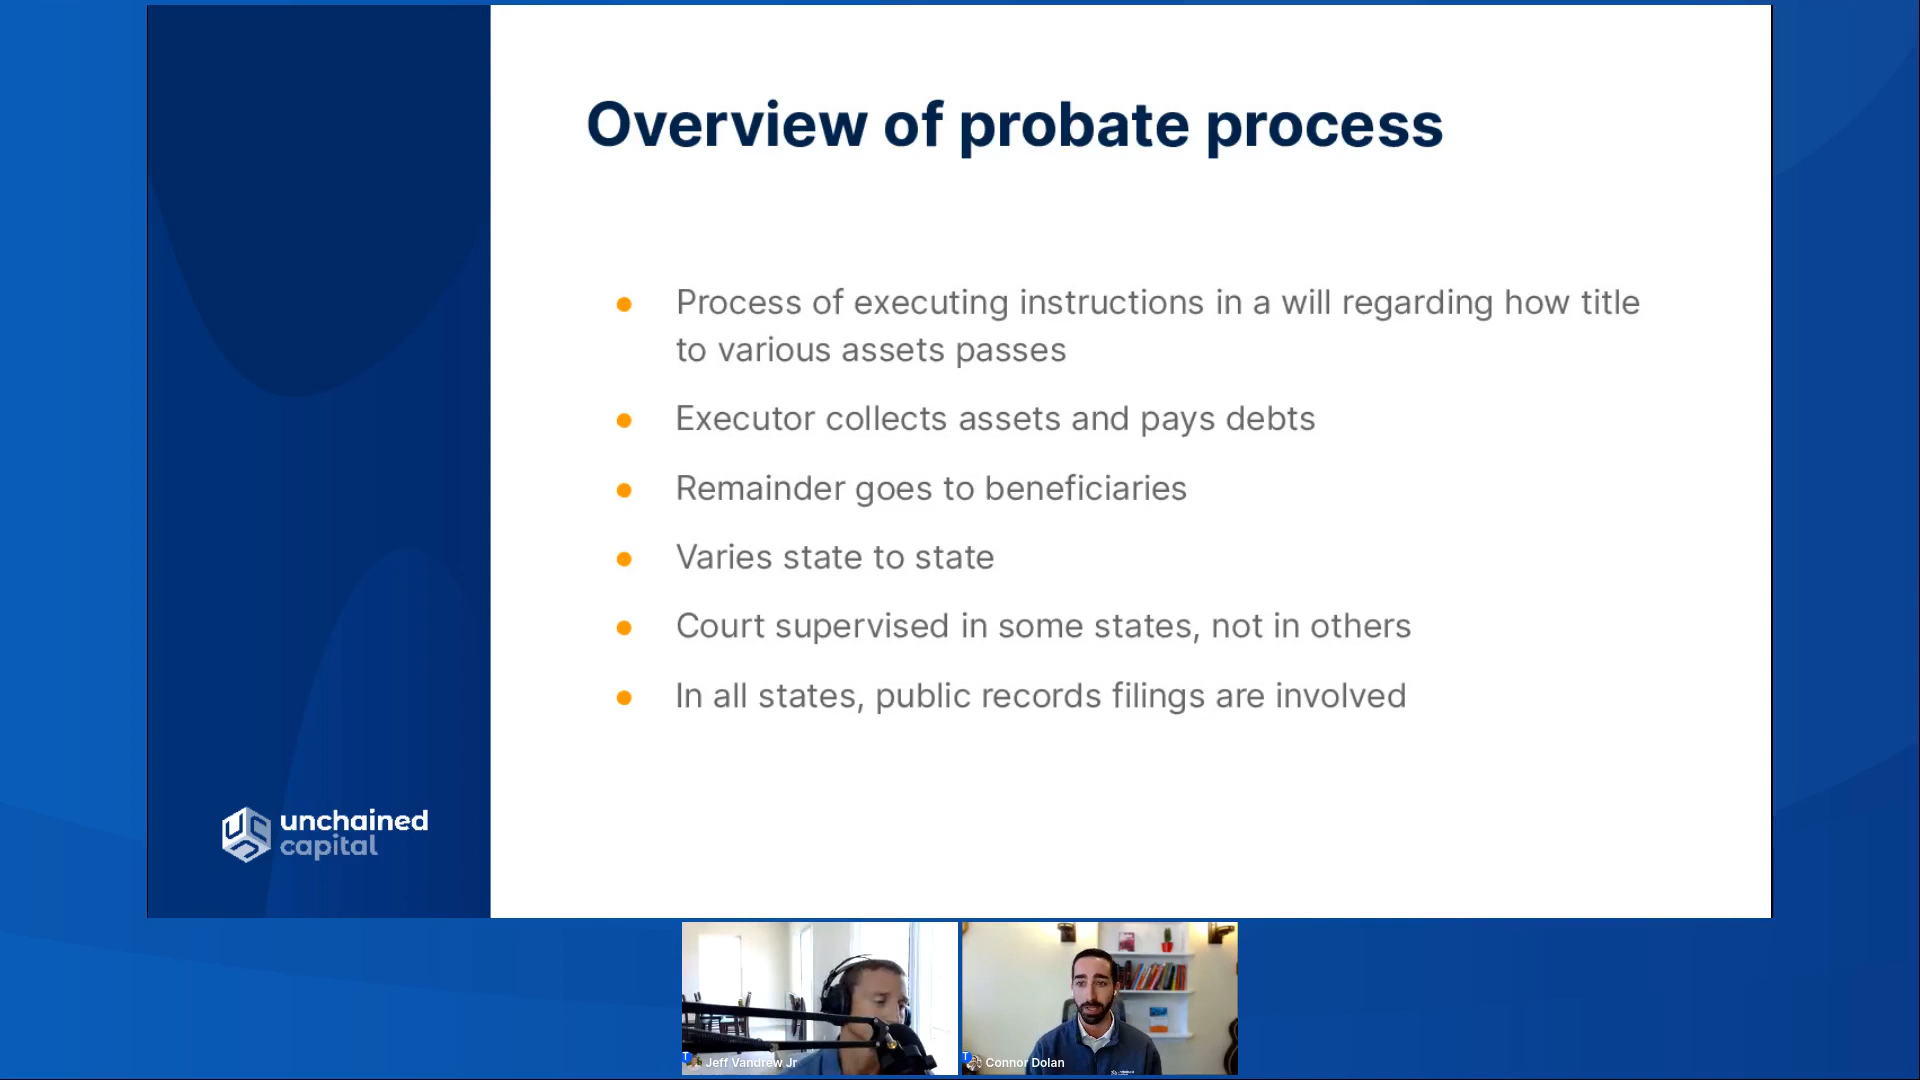 Overview of probate process
Process of executing instructions in a will regarding how title
to various assets passes
Executor collects assets and pays debts
Remainder goes to beneficiaries
Varies state to state
Court supervised in some states, not in others
In all states, public records filings are involved
unchained
capital
Jeff Vandrew Jr
Connor Dolan